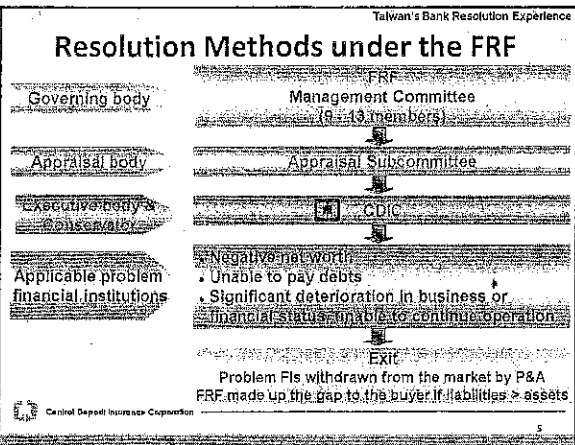 Taiwan's Bank Resolution Experience
Resolution Methods under the FRF
Governing body
FRF
Management Committee
(9 - 13 members)
Appraisal body
Appraisal Subcommittee
Executive body &
Conservator
CDIC
Applicable problem
financial institutions
• Negative net worth
• Unable to pay debts
• Significant deterioration in business or
financial status, unable to continue operation
Exit
Problem FIs withdrawn from the market by P&A
FRF made up the gap to the buyer if liabilities > assets
Central Deposit Insurance Corporation
5